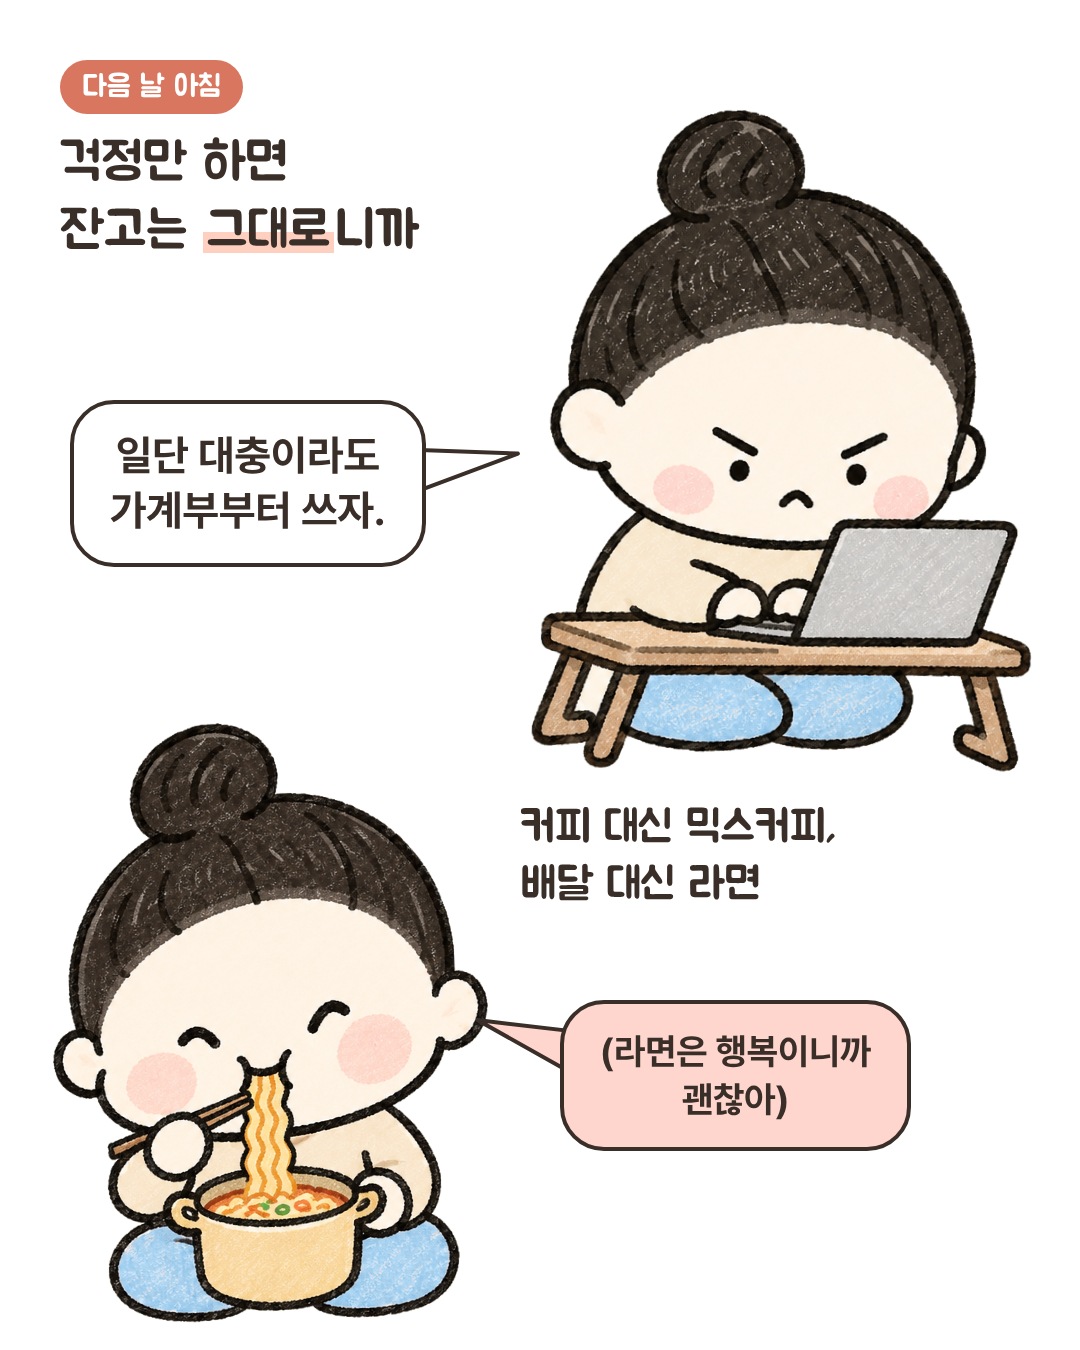 다음 날 아침
걱정만 하면
잔고는 그대로니까
일단 대충이라도
가계부부터 쓰자.
커피 대신 믹스커피,
배달 대신 라면
(라면은 행복이니까
괜찮아)